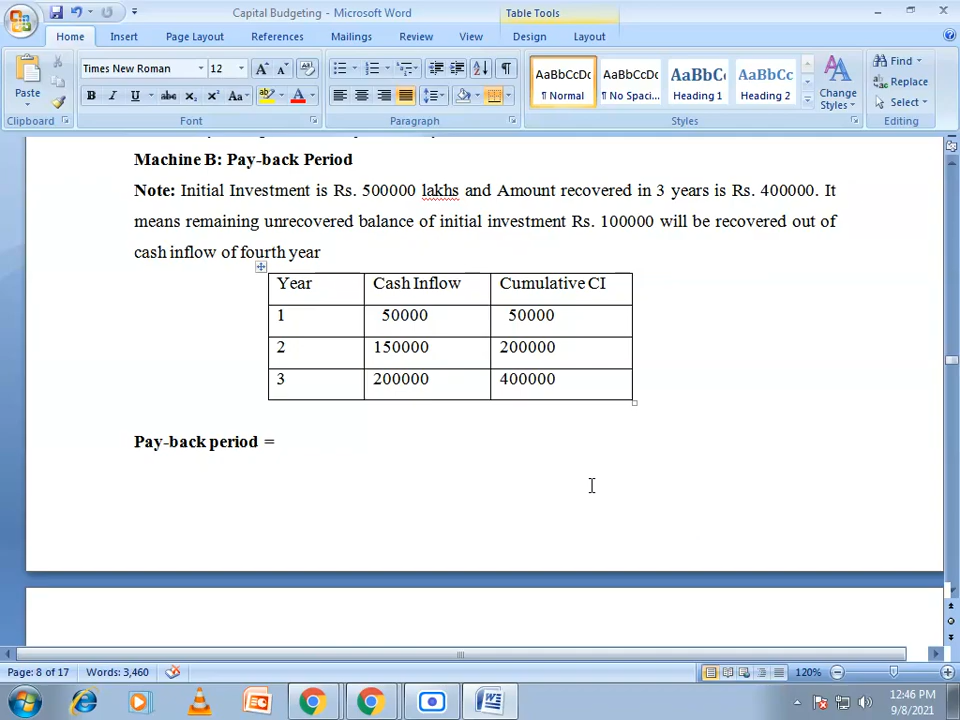 Capital Budgeting - Microsoft Word
Table Tools
Home Insert Page Layout References Mailings Review View Design Layout
Times New Roman 12
Paste
B I U abc X₂ X² Aa A
AaBbCcDc AaBbCcDc AaBbCc AaBbCc
¶ Normal ¶ No Spaci... Heading 1 Heading 2
Change Styles
Find
Replace
Select
Clipboard Font Paragraph Styles Editing
Machine B: Pay-back Period
Note: Initial Investment is Rs. 500000 lakhs and Amount recovered in 3 years is Rs. 400000. It
means remaining unrecovered balance of initial investment Rs. 100000 will be recovered out of
cash inflow of fourth year
Year Cash Inflow Cumulative CI
1 50000 50000
2 150000 200000
3 200000 400000
Pay-back period =
Page: 8 of 17 Words: 3,460 120%
12:46 PM
9/8/2021